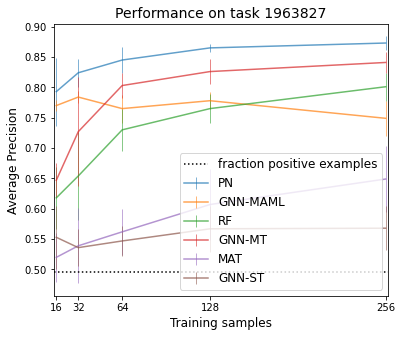 Performance on task 1963827
Average Precision
0.90
0.85
0.80
0.75
0.70
0.65
0.60
0.55
0.50
fraction positive examples
PN
GNN-MAML
RF
GNN-MT
MAT
GNN-ST
16 32 64 128 256
Training samples